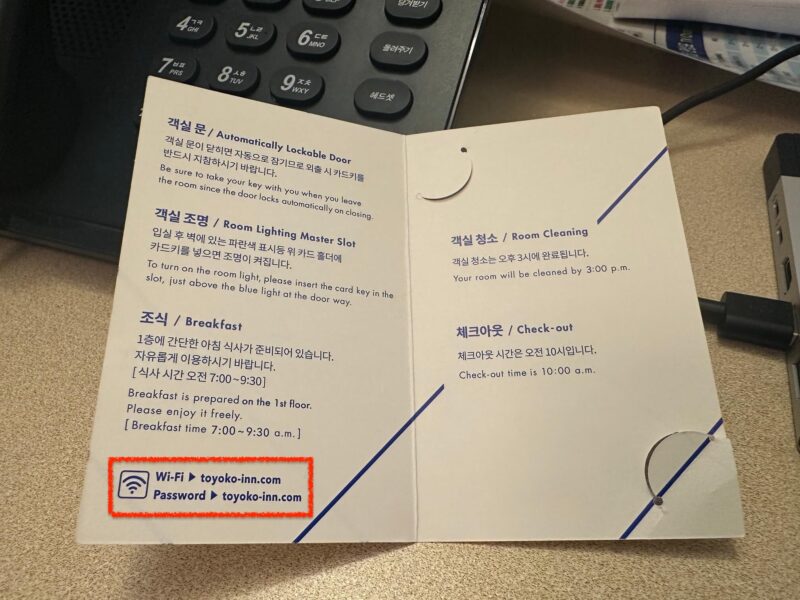 4 ㄱㅋ
GHI
5 ㄴㄹ
JKL
6 ㄷㅌ
MNO
돌려주기
7 ㅂㅍ
PRS
8 ㅅㅎ
TUV
9 ㅈㅊ
WXY
헤드셋
객실 문 / Automatically Lockable Door
객실 문이 닫히면 자동으로 잠기므로 외출 시 카드키를
반드시 지참하시기 바랍니다.
Be sure to take your key with you when you leave
the room since the door locks automatically on closing.
객실 조명 / Room Lighting Master Slot
입실 후 벽에 있는 파란색 표시등 위 카드 홀더에
카드키를 넣으면 조명이 켜집니다.
To turn on the room light, please insert the card key in the
slot, just above the blue light at the door way.
조식 / Breakfast
1층에 간단한 아침 식사가 준비되어 있습니다.
자유롭게 이용하시기 바랍니다.
[ 식사 시간 오전 7:00~9:30]
Breakfast is prepared on the 1st floor.
Please enjoy it freely.
[ Breakfast time 7:00~9:30 a.m. ]
Wi-Fi ▶ toyoko-inn.com
Password ▶ toyoko-inn.com
객실 청소 / Room Cleaning
객실 청소는 오후 3시에 완료됩니다.
Your room will be cleaned by 3:00 p.m.
체크아웃 / Check-out
체크아웃 시간은 오전 10시입니다.
Check-out time is 10:00 a.m.